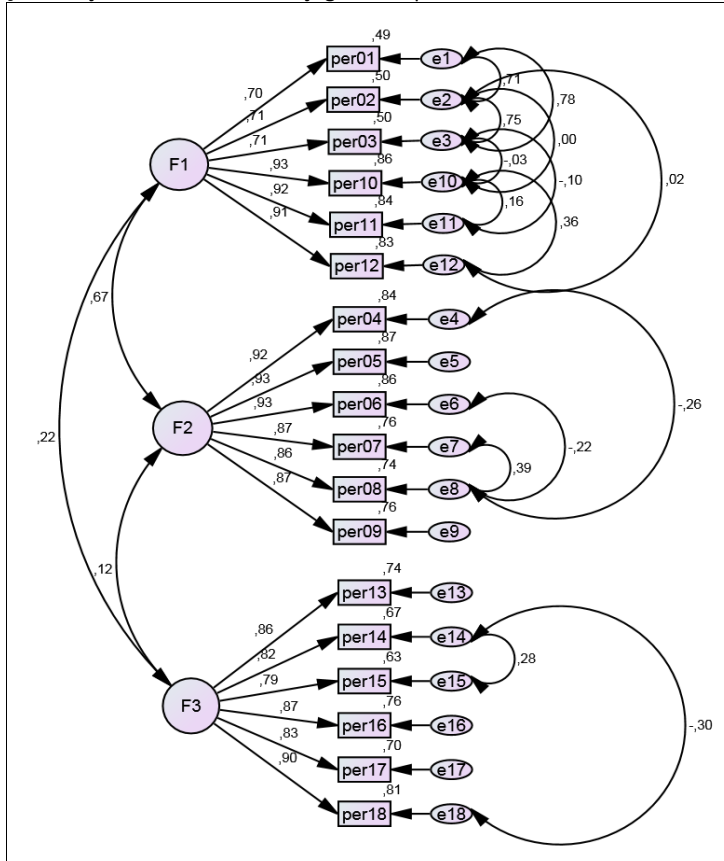 ,49
per01
e1
,70
,50
,71
per02
e2
,71
,78
,50
,75
per03
e3
,00
,71
,86
-,03
F1
,93
per10
e10
-,10
,02
,84
,16
,92
per11
e11
,36
,91
,83
per12
e12
,67
,84
per04
e4
,92
,87
per05
e5
,93
,86
,93
per06
e6
-,26
,76
F2
,87
per07
e7
-,22
,22
,74
,39
,86
per08
e8
,87
,76
per09
e9
,12
,74
per13
e13
,86
,67
per14
e14
,82
,63
,28
,79
per15
e15
,76
F3
,87
per16
e16
-,30
,70
,83
per17
e17
,90
,81
per18
e18